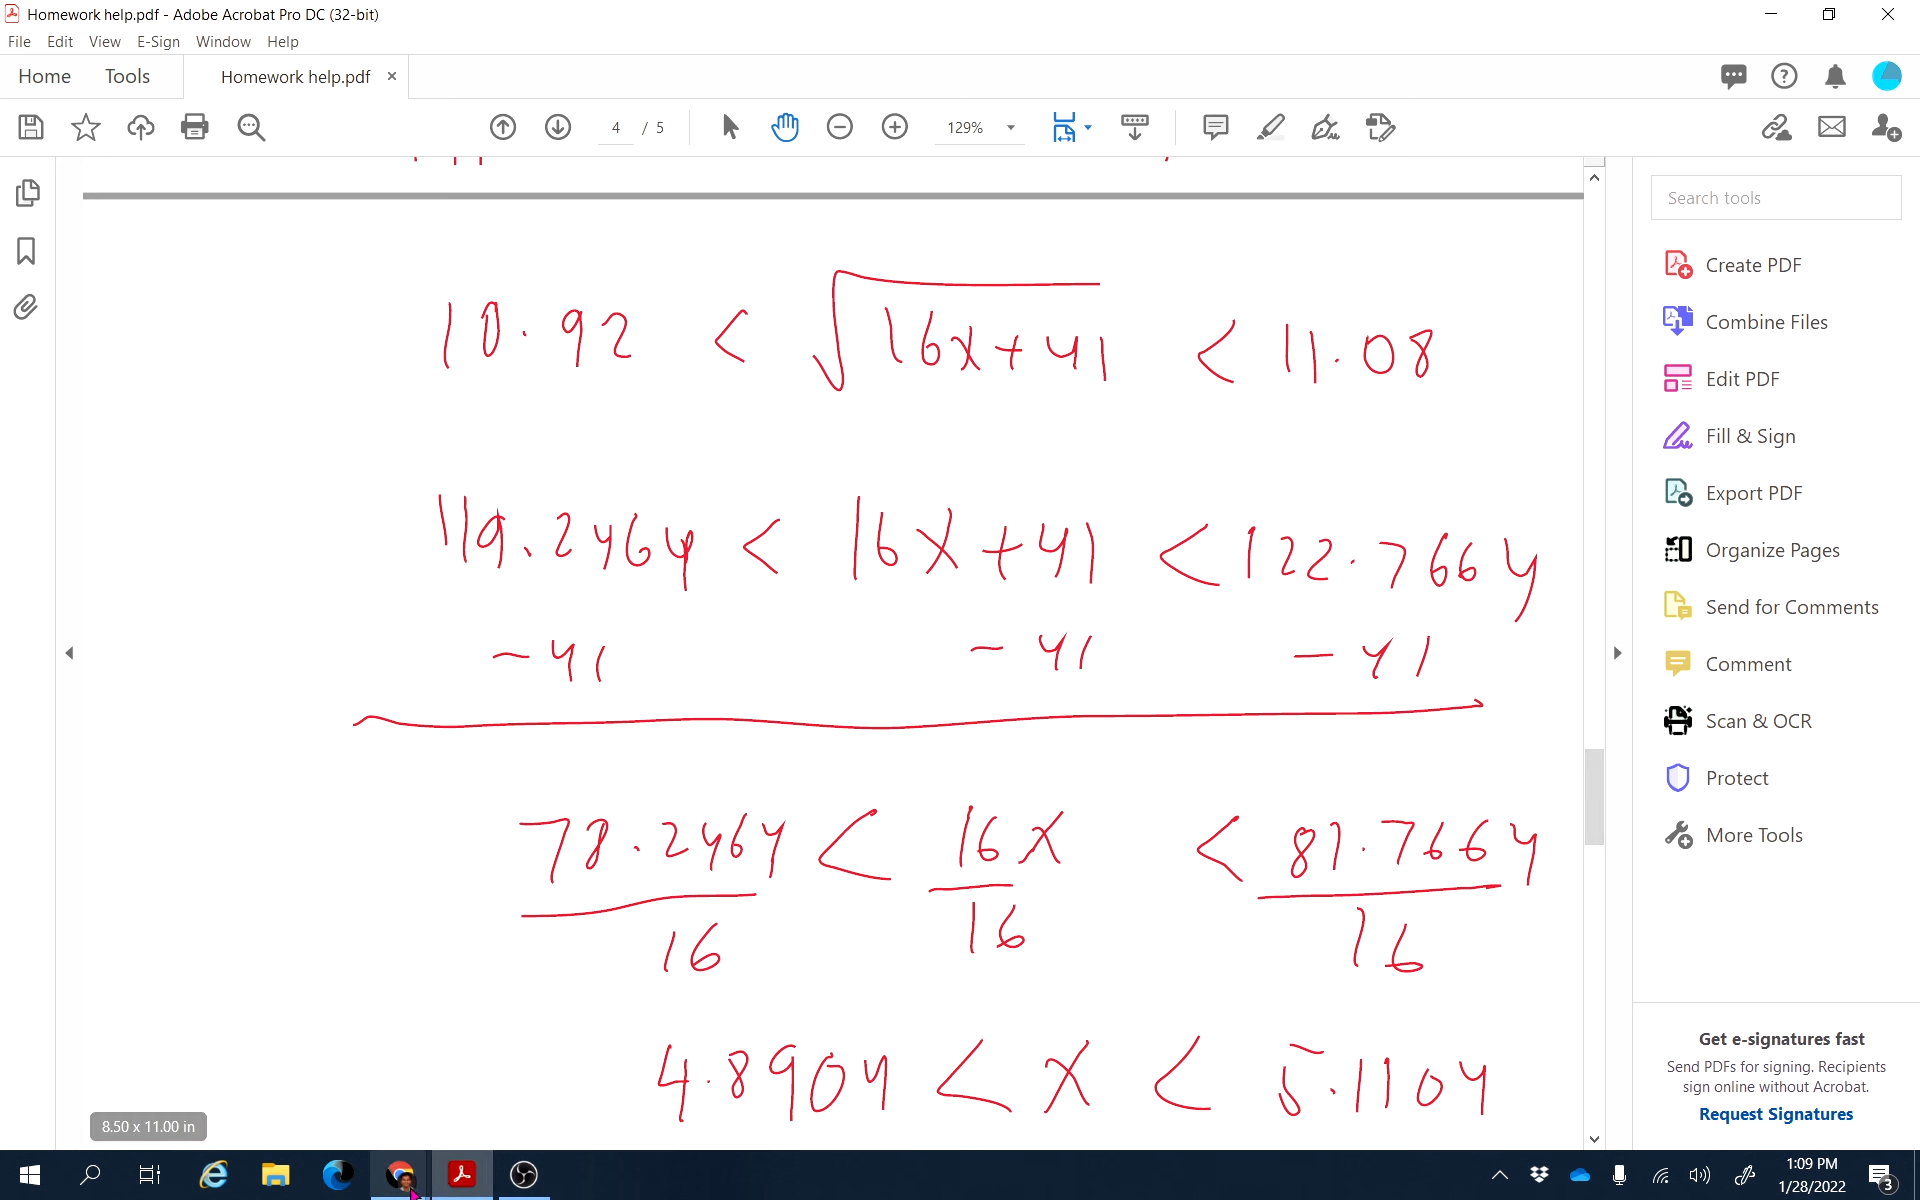 Homework help.pdf - Adobe Acrobat Pro DC (32-bit)
File Edit View E-Sign Window Help
Home Tools Homework help.pdf ×
4 / 5 129%
Search tools
Create PDF
Combine Files
Edit PDF
Fill & Sign
Export PDF
Organize Pages
Send for Comments
Comment
Scan & OCR
Protect
More Tools
10.92 < √16x+41 < 11.08
119.2464 < 16x+41 < 122.7664
-41 -41 -41
78.2464 < 16x < 81.7664
16 16 16
4.8904 < x < 5.1104
Get e-signatures fast
Send PDFs for signing. Recipients
sign online without Acrobat.
Request Signatures
8.50 x 11.00 in
1:09 PM
1/28/2022
3